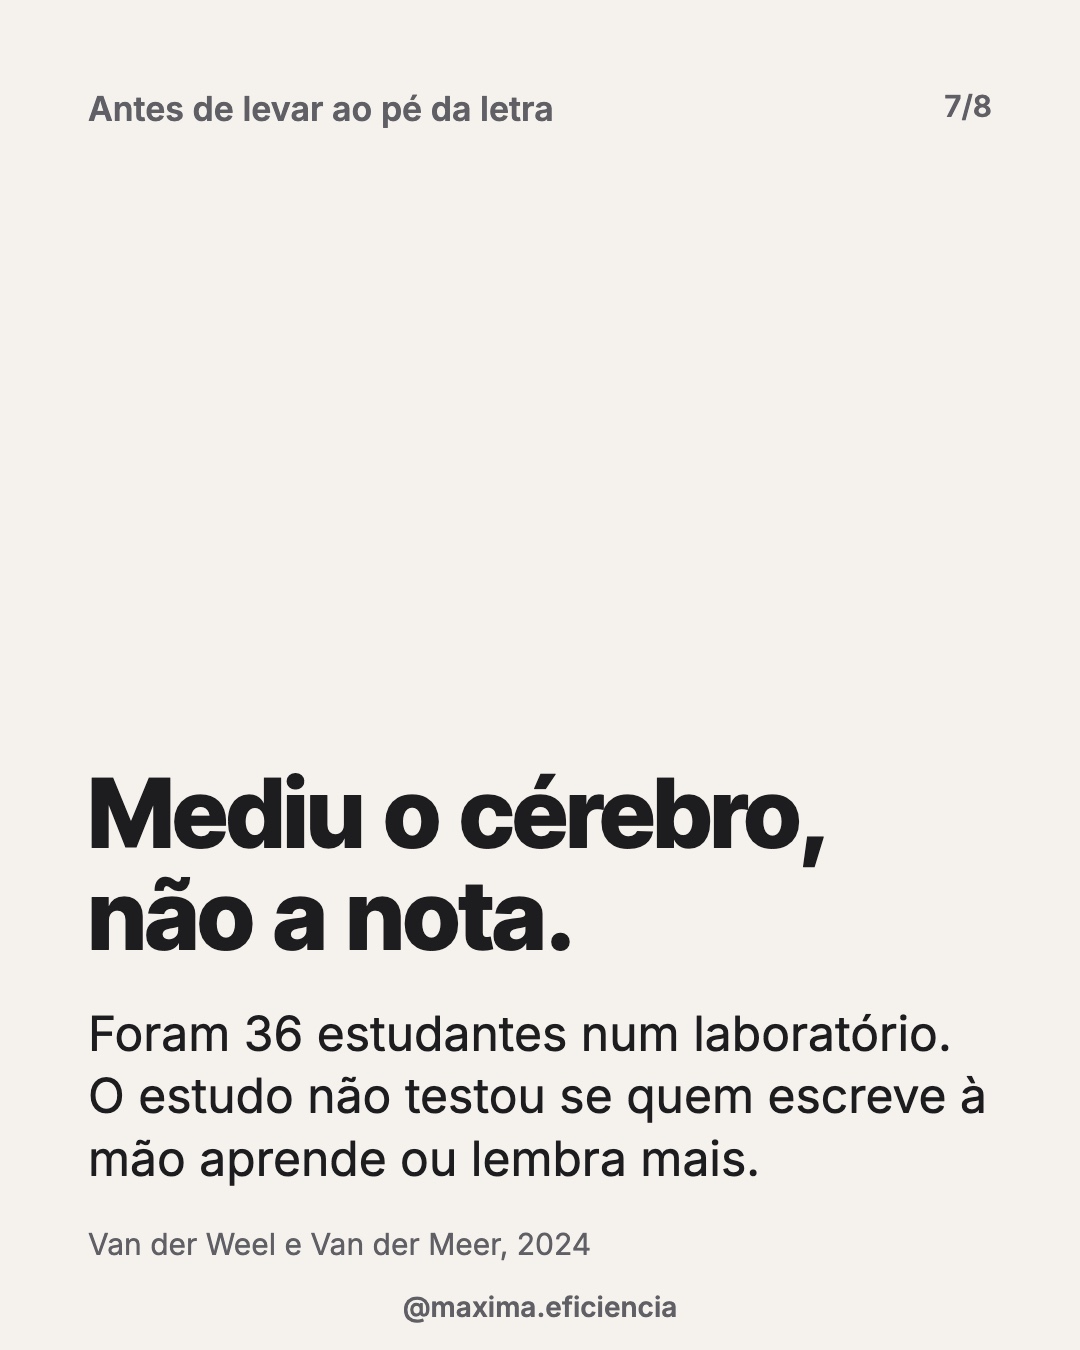 Antes de levar ao pé da letra
7/8
Mediu o cérebro,
não a nota.
Foram 36 estudantes num laboratório.
O estudo não testou se quem escreve à
mão aprende ou lembra mais.
Van der Weel e Van der Meer, 2024
@maxima.eficiencia